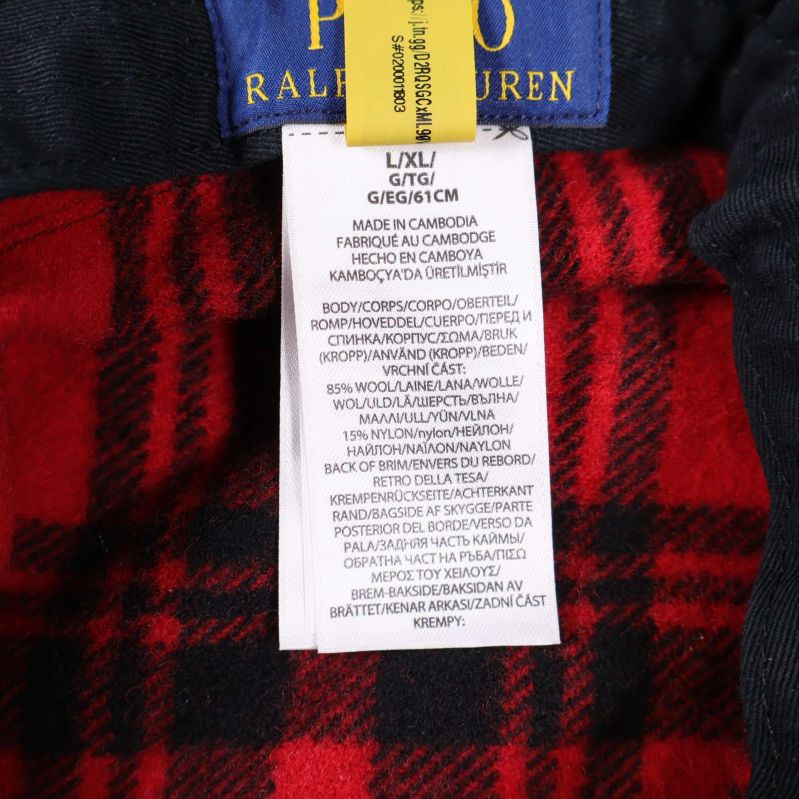 RALPH LAUREN
S#0200011803
L/XL/
G/TG/
G/EG/61CM
MADE IN CAMBODIA
FABRIQUÉ AU CAMBODGE
HECHO EN CAMBOYA
KAMBOÇYA'DA ÜRETİLMİŞTİR
BODY/CORPS/CORPO/OBERTEIL/
ROMP/HOVEDDEL/CUERPO/ПЕРЕД И
СПИНКА/КОРПУС/ΣΩΜΑ/BRUK
(KROPP)/ANVÄND (KROPP)/BEDEN/
VRCHNÍ ČÁST:
85% WOOL/LAINE/LANA/WOLLE/
WOL/ULD/LÃ/ШЕРСТЬ/ВЪЛНА/
ΜΑΛΛΙ/ULL/YÜN/VLNA
15% NYLON/nylon/НЕЙЛОН/
НАЙЛОН/ΝΑΪΛΟΝ/NAYLON
BACK OF BRIM/ENVERS DU REBORD/
RETRO DELLA TESA/
KREMPENRÜCKSEITE/ACHTERKANT
RAND/BAGSIDE AF SKYGGE/PARTE
POSTERIOR DEL BORDE/VERSO DA
PALA/ЗАДНЯЯ ЧАСТЬ КАЙМЫ/
ОБРАТНА ЧАСТ НА РЪБА/ΠΙΣΩ
ΜΕΡΟΣ ΤΟΥ ΧΕΙΛΟΥΣ/
BREM-BAKSIDE/BAKSIDAN AV
BRÄTTET/KENAR ARKASI/ZADNÍ ČÁST
KREMPY: